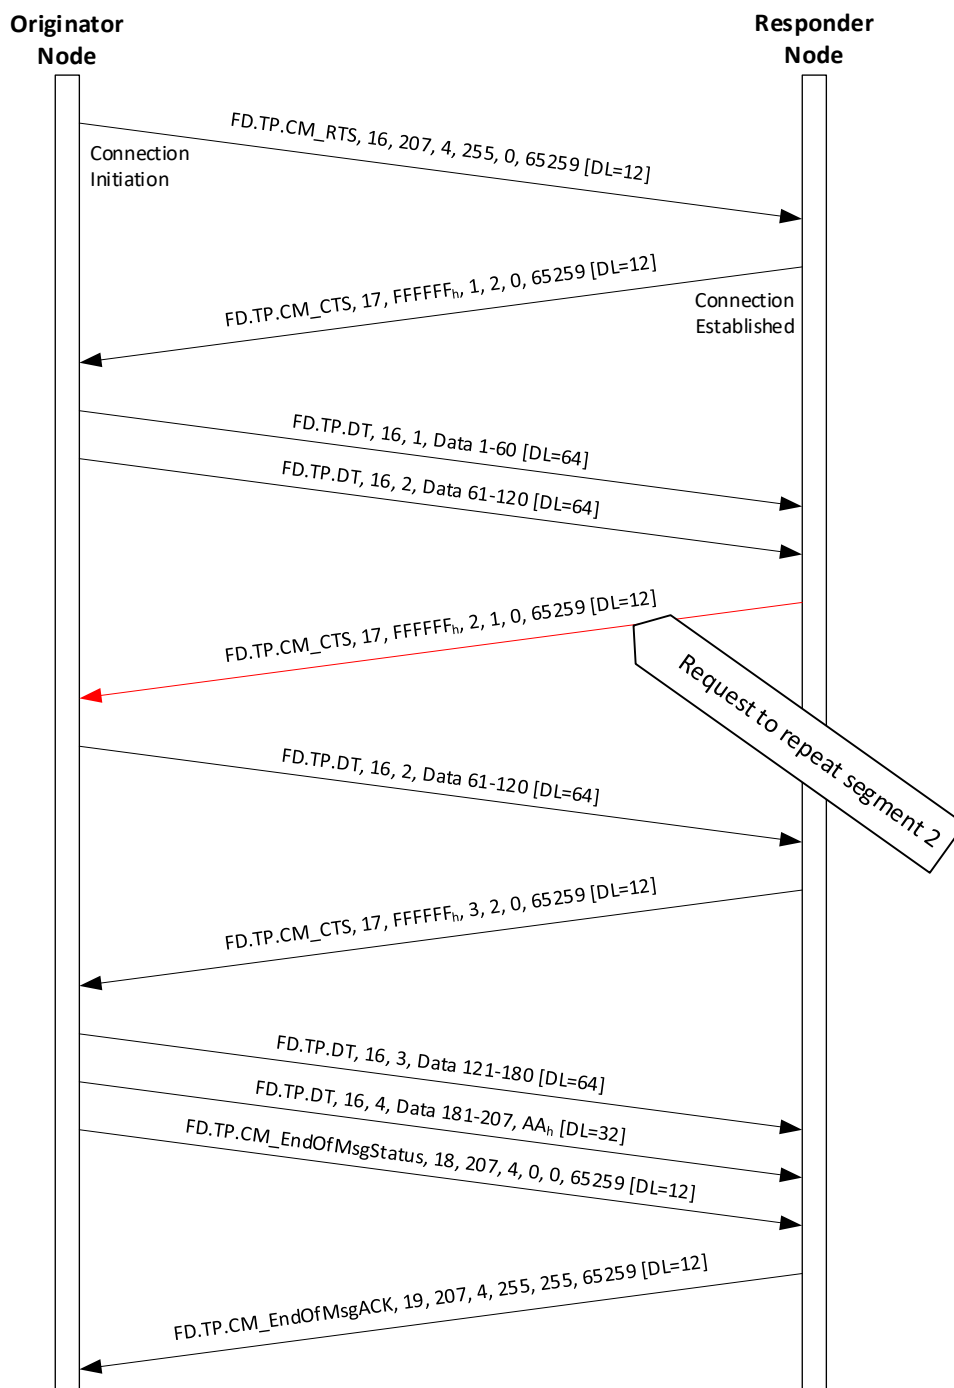 Originator
Node
Responder
Node
FD.TP.CM_RTS, 16, 207, 4, 255, 0, 65259 [DL=12]
Connection
Initiation
FD.TP.CM_CTS, 17, FFFFFFₕ, 1, 2, 0, 65259 [DL=12]
Connection
Established
FD.TP.DT, 16, 1, Data 1-60 [DL=64]
FD.TP.DT, 16, 2, Data 61-120 [DL=64]
FD.TP.CM_CTS, 17, FFFFFFₕ, 2, 1, 0, 65259 [DL=12]
Request to repeat segment 2
FD.TP.DT, 16, 2, Data 61-120 [DL=64]
FD.TP.CM_CTS, 17, FFFFFFₕ, 3, 2, 0, 65259 [DL=12]
FD.TP.DT, 16, 3, Data 121-180 [DL=64]
FD.TP.DT, 16, 4, Data 181-207, AAₕ [DL=32]
FD.TP.CM_EndOfMsgStatus, 18, 207, 4, 0, 0, 65259 [DL=12]
FD.TP.CM_EndOfMsgACK, 19, 207, 4, 255, 255, 65259 [DL=12]